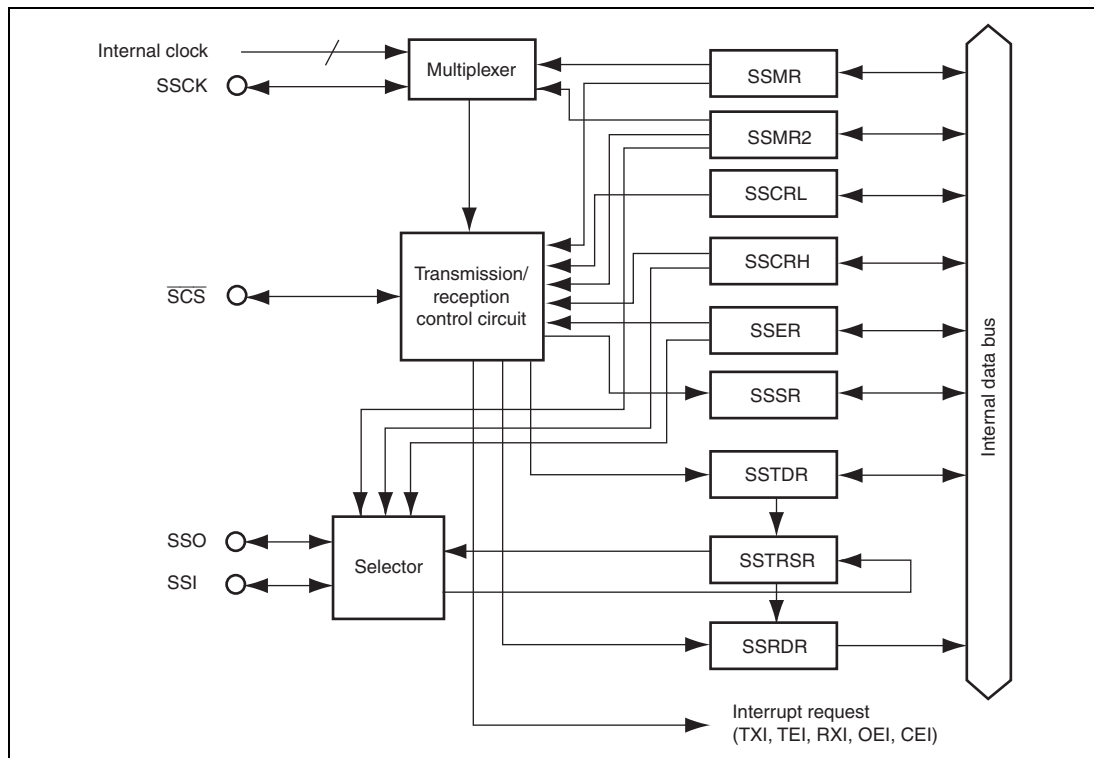 Internal clock
SSCK
Multiplexer
SSMR
SSMR2
SSCRL
SSCRH
SSER
SSSR
SCS
Transmission/
reception
control circuit
Internal data bus
SSTDR
SSO
SSI
Selector
SSTRSR
SSRDR
Interrupt request
(TXI, TEI, RXI, OEI, CEI)